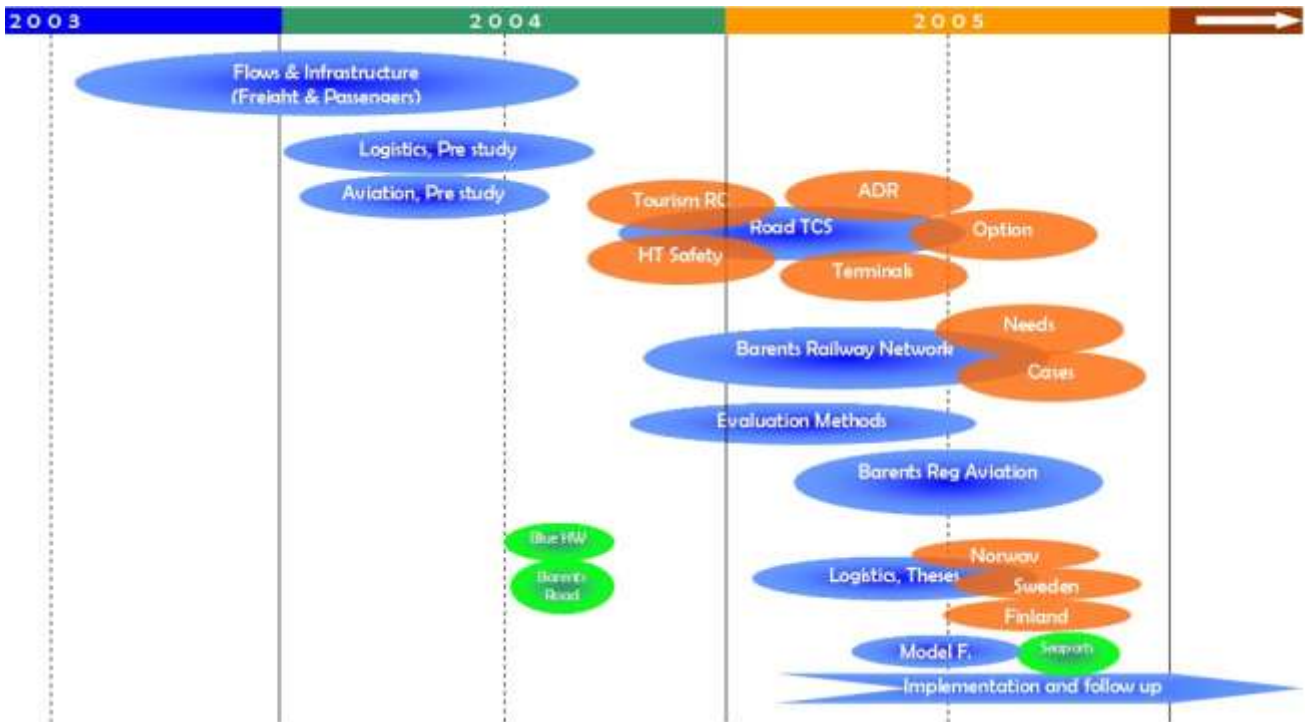 2003
2004
2005
Flows & Infrastructure
(Freight & Passengers)
Logistics, Pre study
Aviation, Pre study
Tourism RC
ADR
Road TCS
Option
HT Safety
Terminals
Needs
Barents Railway Network
Cases
Evaluation Methods
Barents Reg Aviation
Blue HW
Barents
Road
Norway
Logistics, Theses
Sweden
Finland
Model F.
Seaports
Implementation and follow up